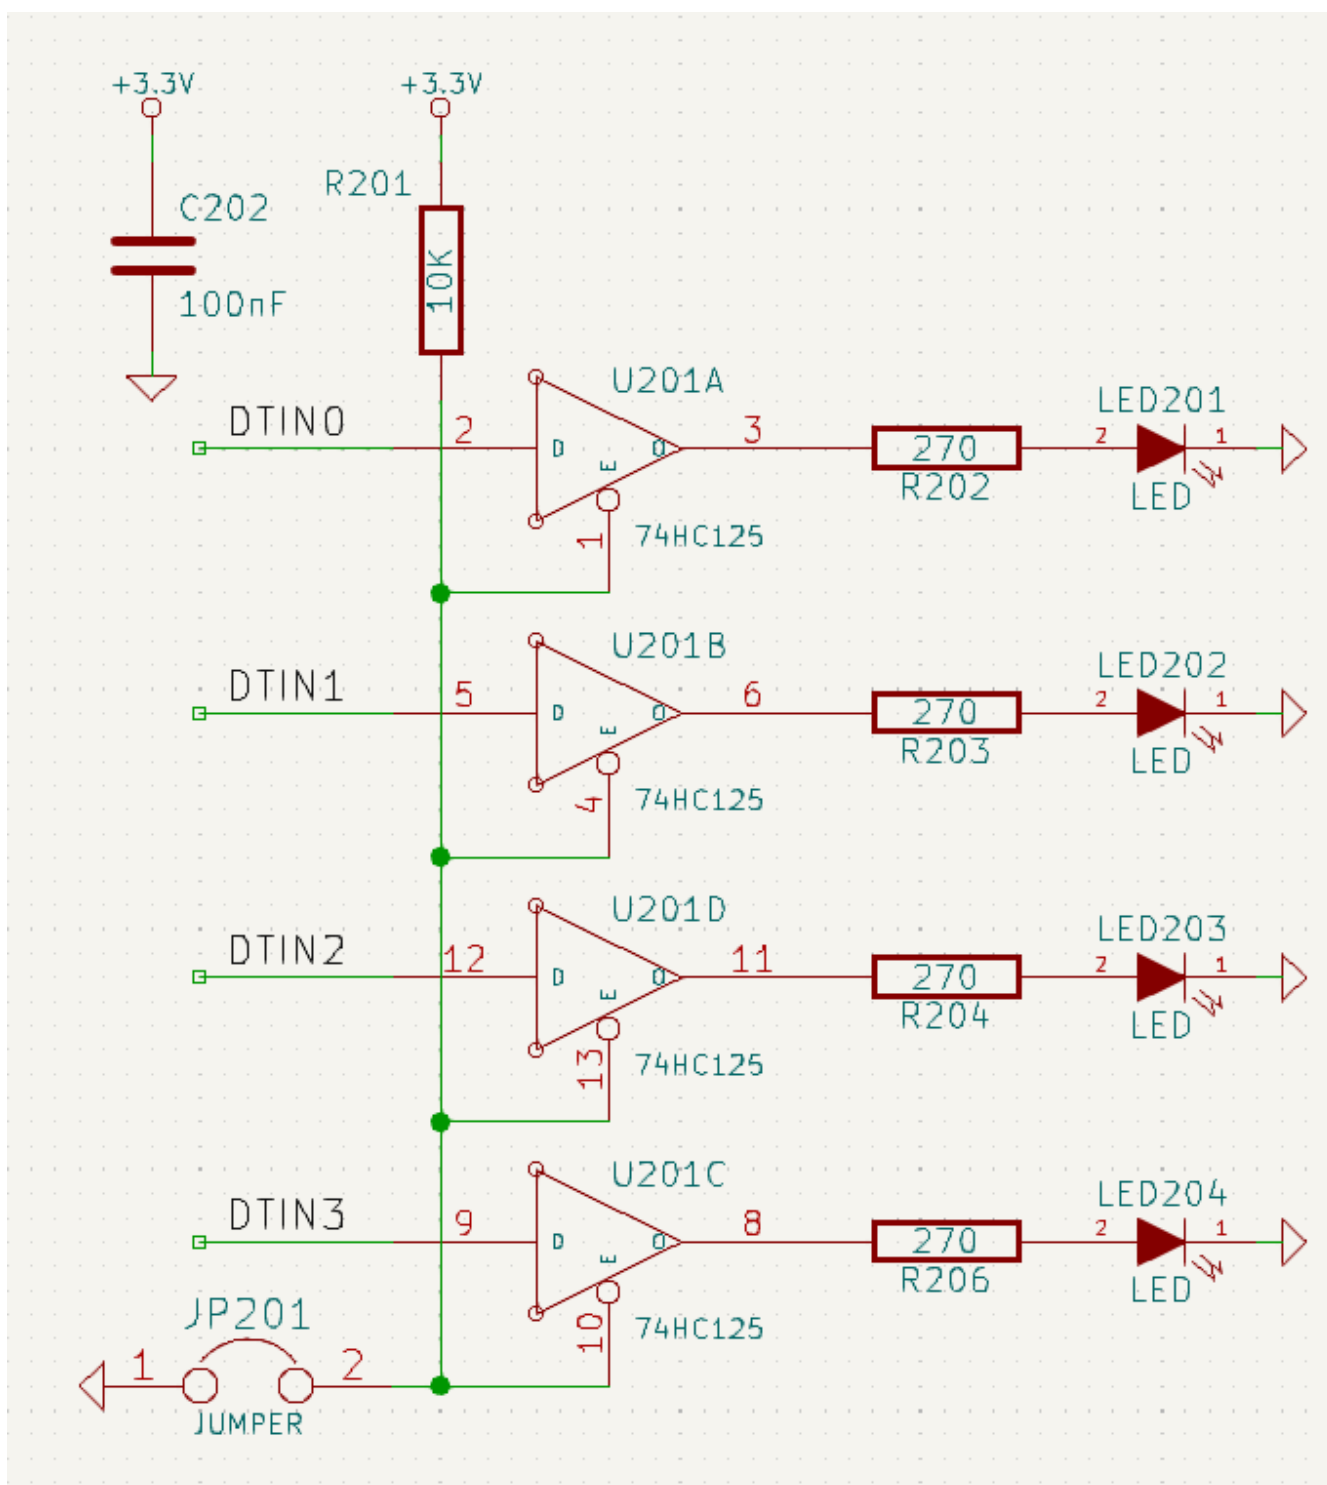 +3.3V
+3.3V
R201
C202
10K
100nF
U201A
LED201
DTIN0
2
D
E
O
3
270
2
1
R202
LED
1
74HC125
U201B
LED202
DTIN1
5
D
E
O
6
270
2
1
R203
LED
4
74HC125
U201D
LED203
DTIN2
12
D
E
O
11
270
2
1
R204
LED
13
74HC125
U201C
LED204
DTIN3
9
D
E
O
8
270
2
1
R206
LED
10
74HC125
JP201
1
2
JUMPER